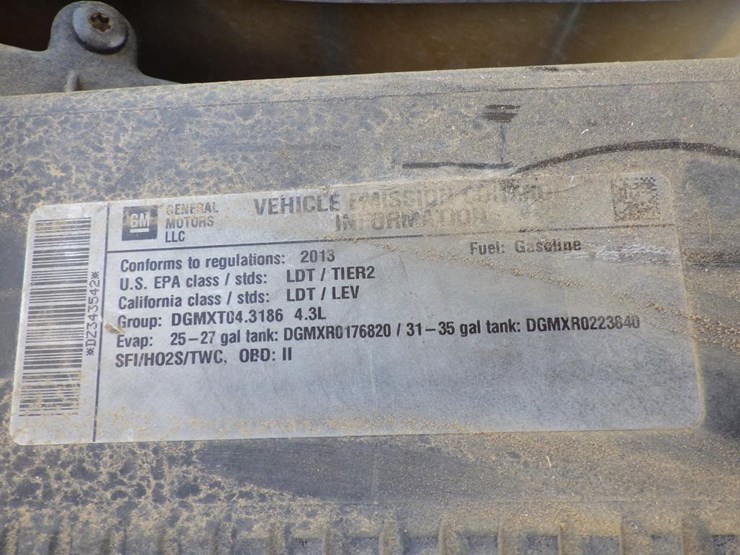 GM
GENERAL MOTORS LLC
VEHICLE EMISSION CONTROL INFORMATION
Fuel: Gasoline
Conforms to regulations: 2013
U.S. EPA class / stds: LDT / TIER2
California class / stds: LDT / LEV
Group: DGMXT04.3186 4.3L
Evap: 25-27 gal tank: DGMXR0176820 / 31-35 gal tank: DGMXR0223840
SFI/HO2S/TWC, OBD: II
*D2343542*